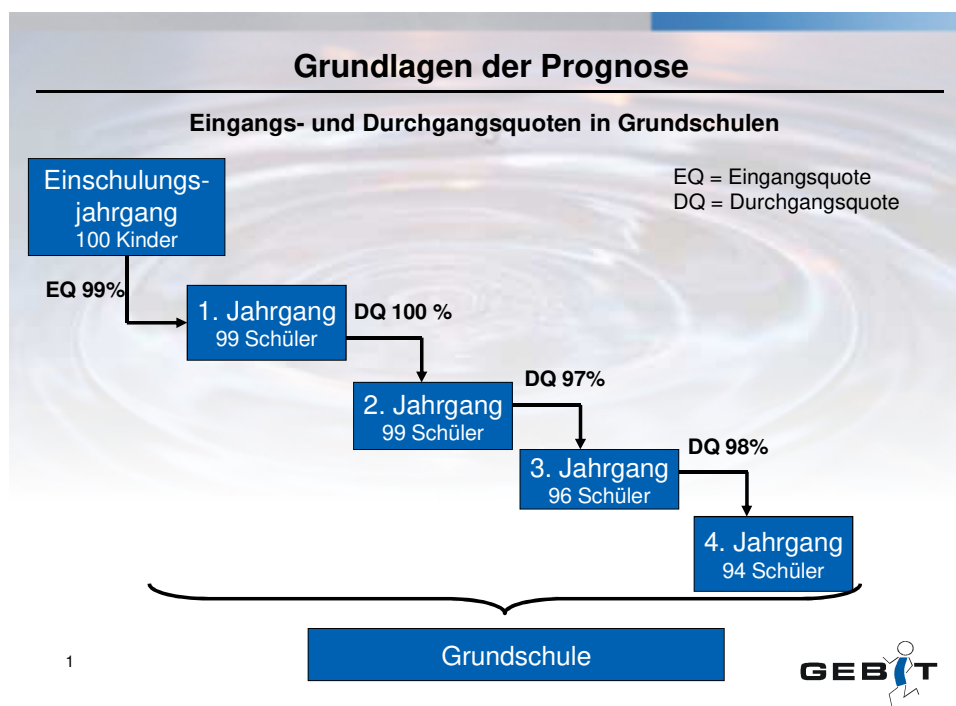 Grundlagen der Prognose
Eingangs- und Durchgangsquoten in Grundschulen
Einschulungs-
jahrgang
100 Kinder
EQ = Eingangsquote
DQ = Durchgangsquote
EQ 99%
1. Jahrgang
99 Schüler
DQ 100 %
2. Jahrgang
99 Schüler
DQ 97%
3. Jahrgang
96 Schüler
DQ 98%
4. Jahrgang
94 Schüler
Grundschule
1
GEBIT